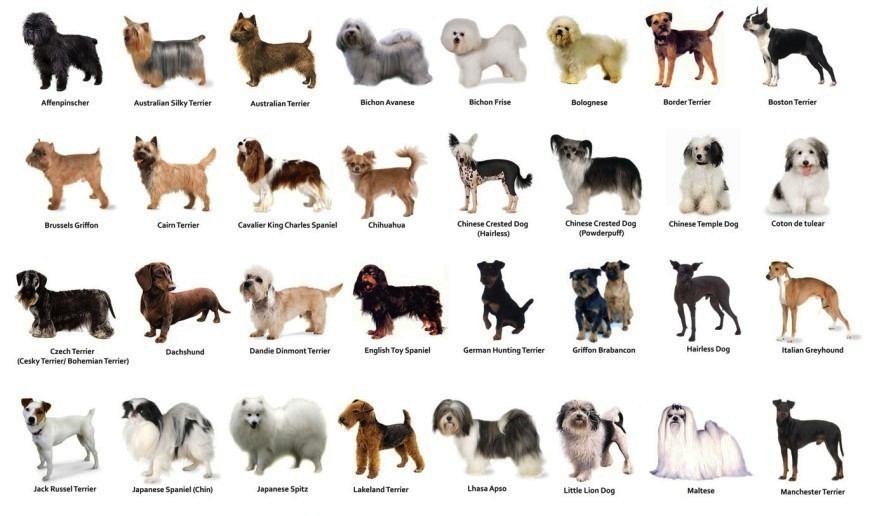 Affenpinscher
Australian Silky Terrier
Australian Terrier
Bichon Avanese
Bichon Frise
Bolognese
Border Terrier
Boston Terrier
Brussels Griffon
Cairn Terrier
Cavalier King Charles Spaniel
Chihuahua
Chinese Crested Dog
(Hairless)
Chinese Crested Dog
(Powderpuff)
Chinese Temple Dog
Coton de tulear
Czech Terrier
(Cesky Terrier/ Bohemian Terrier)
Dachshund
Dandie Dinmont Terrier
English Toy Spaniel
German Hunting Terrier
Griffon Brabancon
Hairless Dog
Italian Greyhound
Jack Russel Terrier
Japanese Spaniel (Chin)
Japanese Spitz
Lakeland Terrier
Lhasa Apso
Little Lion Dog
Maltese
Manchester Terrier